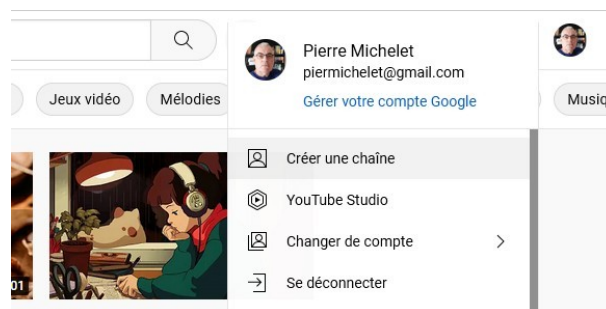 Pierre Michelet
piermichelet@gmail.com
Gérer votre compte Google
Jeux vidéo
Mélodies
Musiq
Créer une chaîne
YouTube Studio
Changer de compte
Se déconnecter
01